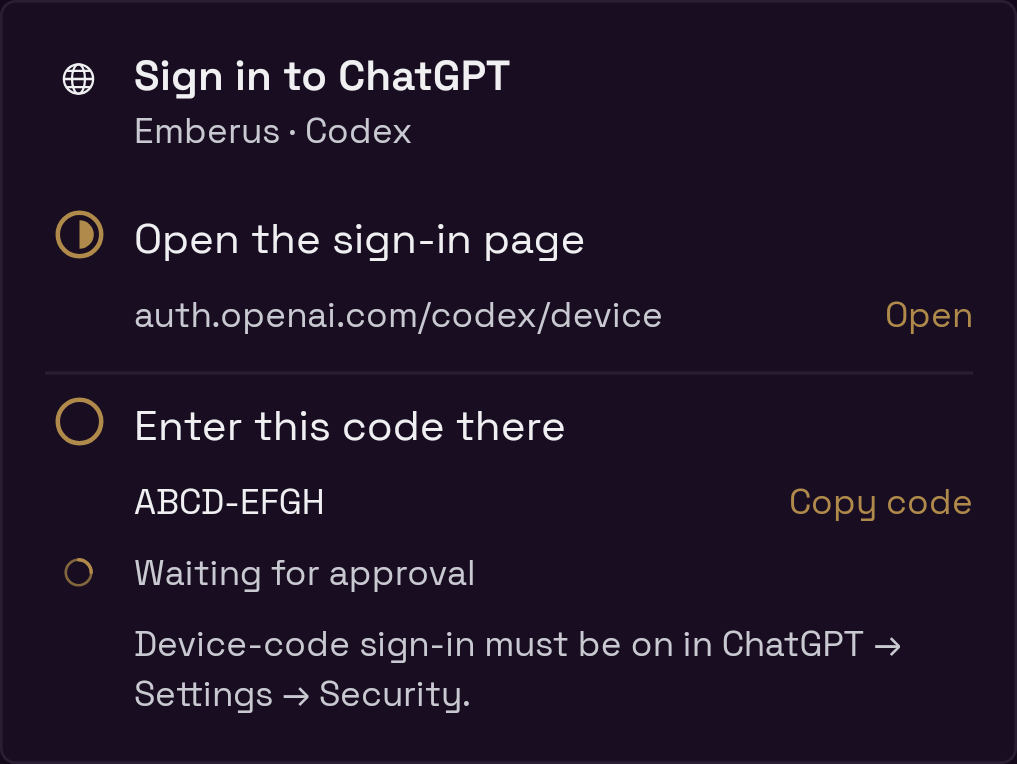 Sign in to ChatGPT
Emberus · Codex
Open the sign-in page
auth.openai.com/codex/device
Open
Enter this code there
ABCD-EFGH
Copy code
Waiting for approval
Device-code sign-in must be on in ChatGPT →
Settings → Security.